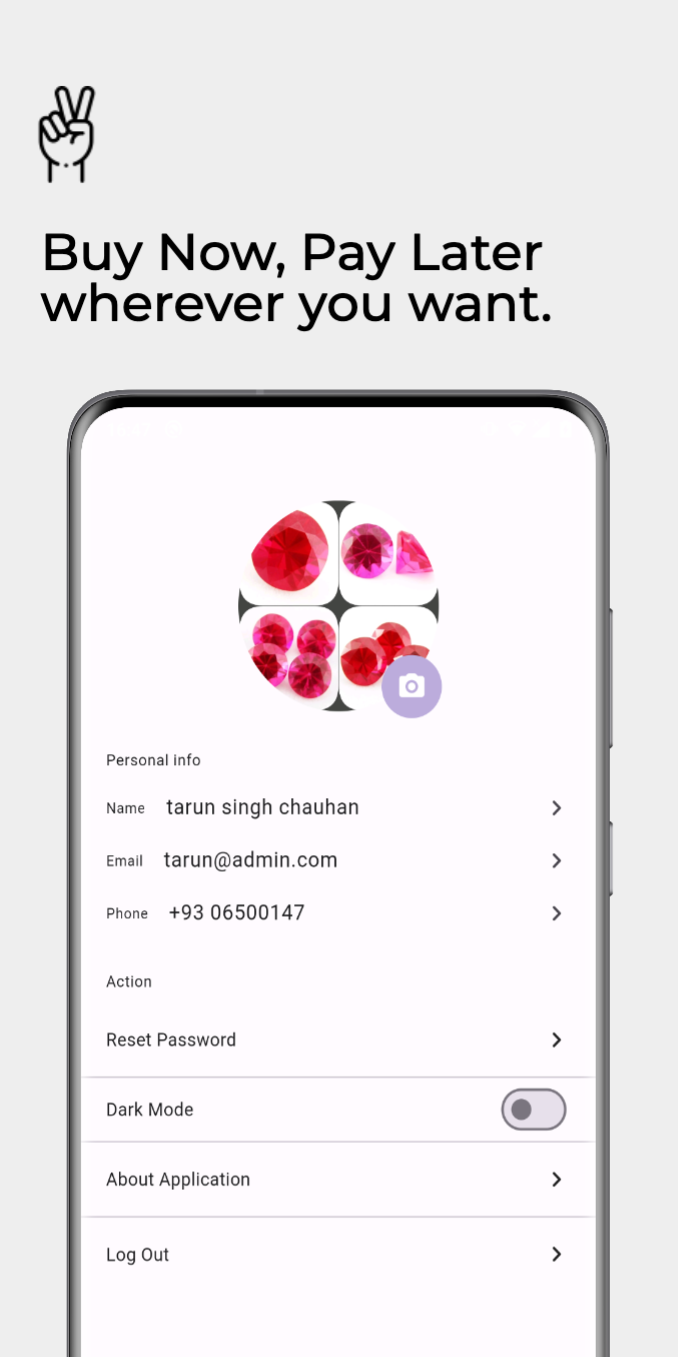 Buy Now, Pay Later
wherever you want.
Personal info
Name tarun singh chauhan
Email tarun@admin.com
Phone +93 06500147
Action
Reset Password
Dark Mode
About Application
Log Out